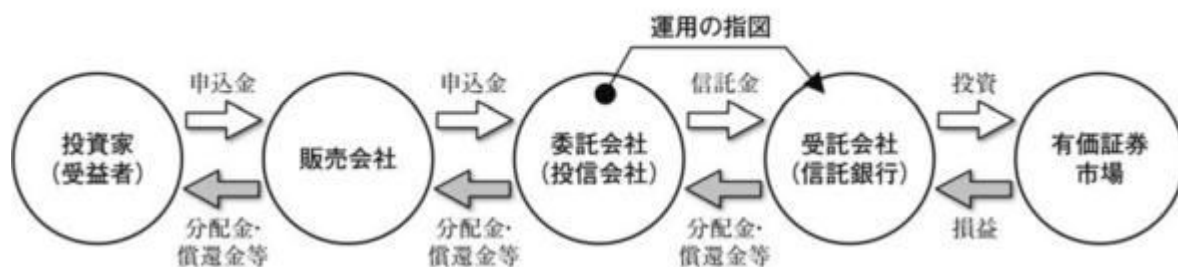 運用の指図
申込金
申込金
信託金
投資
投資家
（受益者）
販売会社
委託会社
（投信会社）
受託会社
（信託銀行）
有価証券
市場
分配金・
償還金等
分配金・
償還金等
分配金・
償還金等
損益